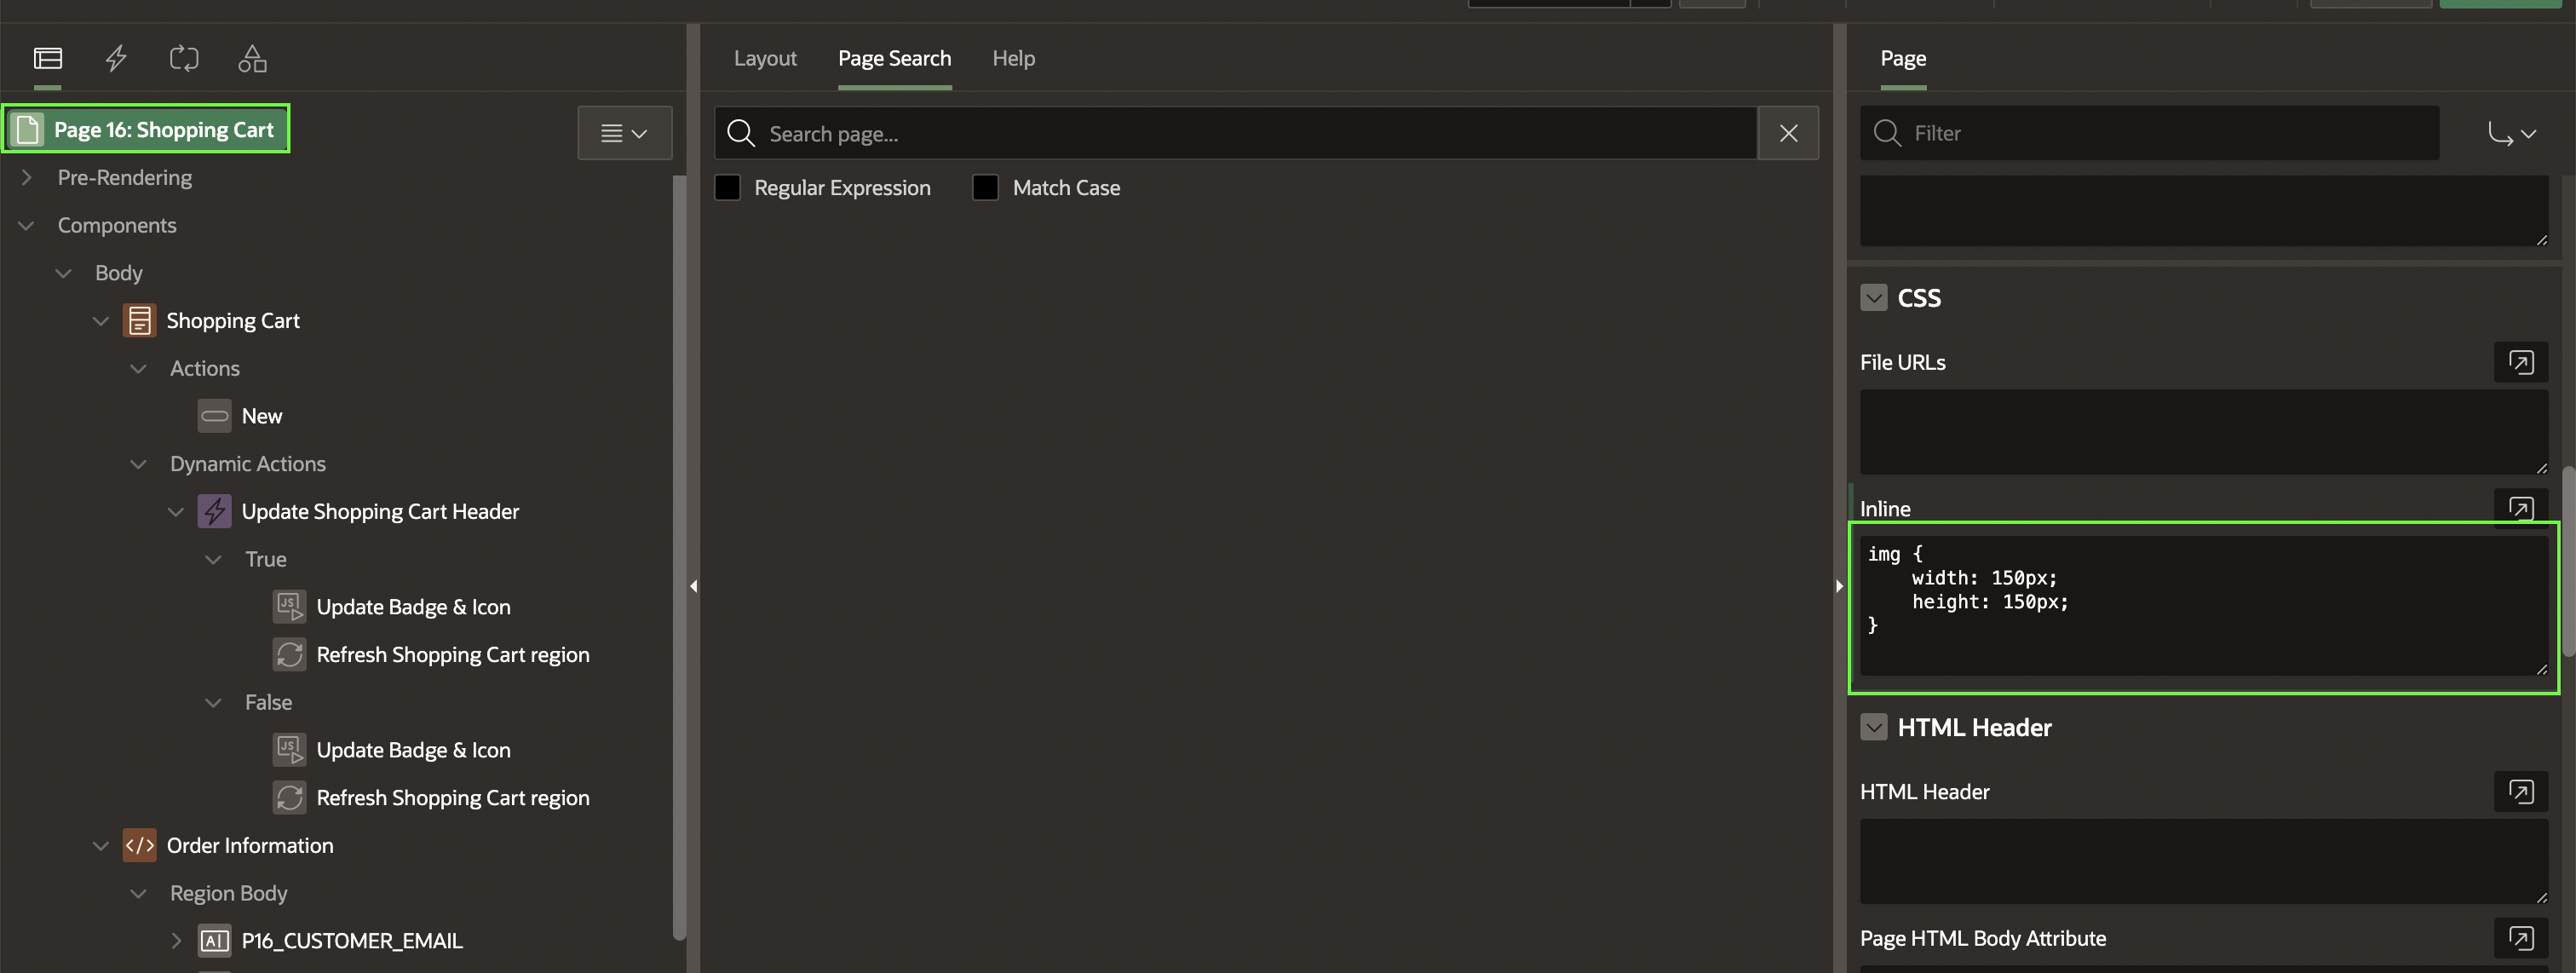 Page 16: Shopping Cart
Pre-Rendering
Components
Body
Shopping Cart
Actions
New
Dynamic Actions
Update Shopping Cart Header
True
JS
Update Badge & Icon
Refresh Shopping Cart region
False
JS
Update Badge & Icon
Refresh Shopping Cart region
</> Order Information
Region Body
AI P16_CUSTOMER_EMAIL
Layout Page Search Help
Search page...
Regular Expression Match Case
Page
Filter
CSS
File URLs
Inline
img {
    width: 150px;
    height: 150px;
}
HTML Header
HTML Header
Page HTML Body Attribute